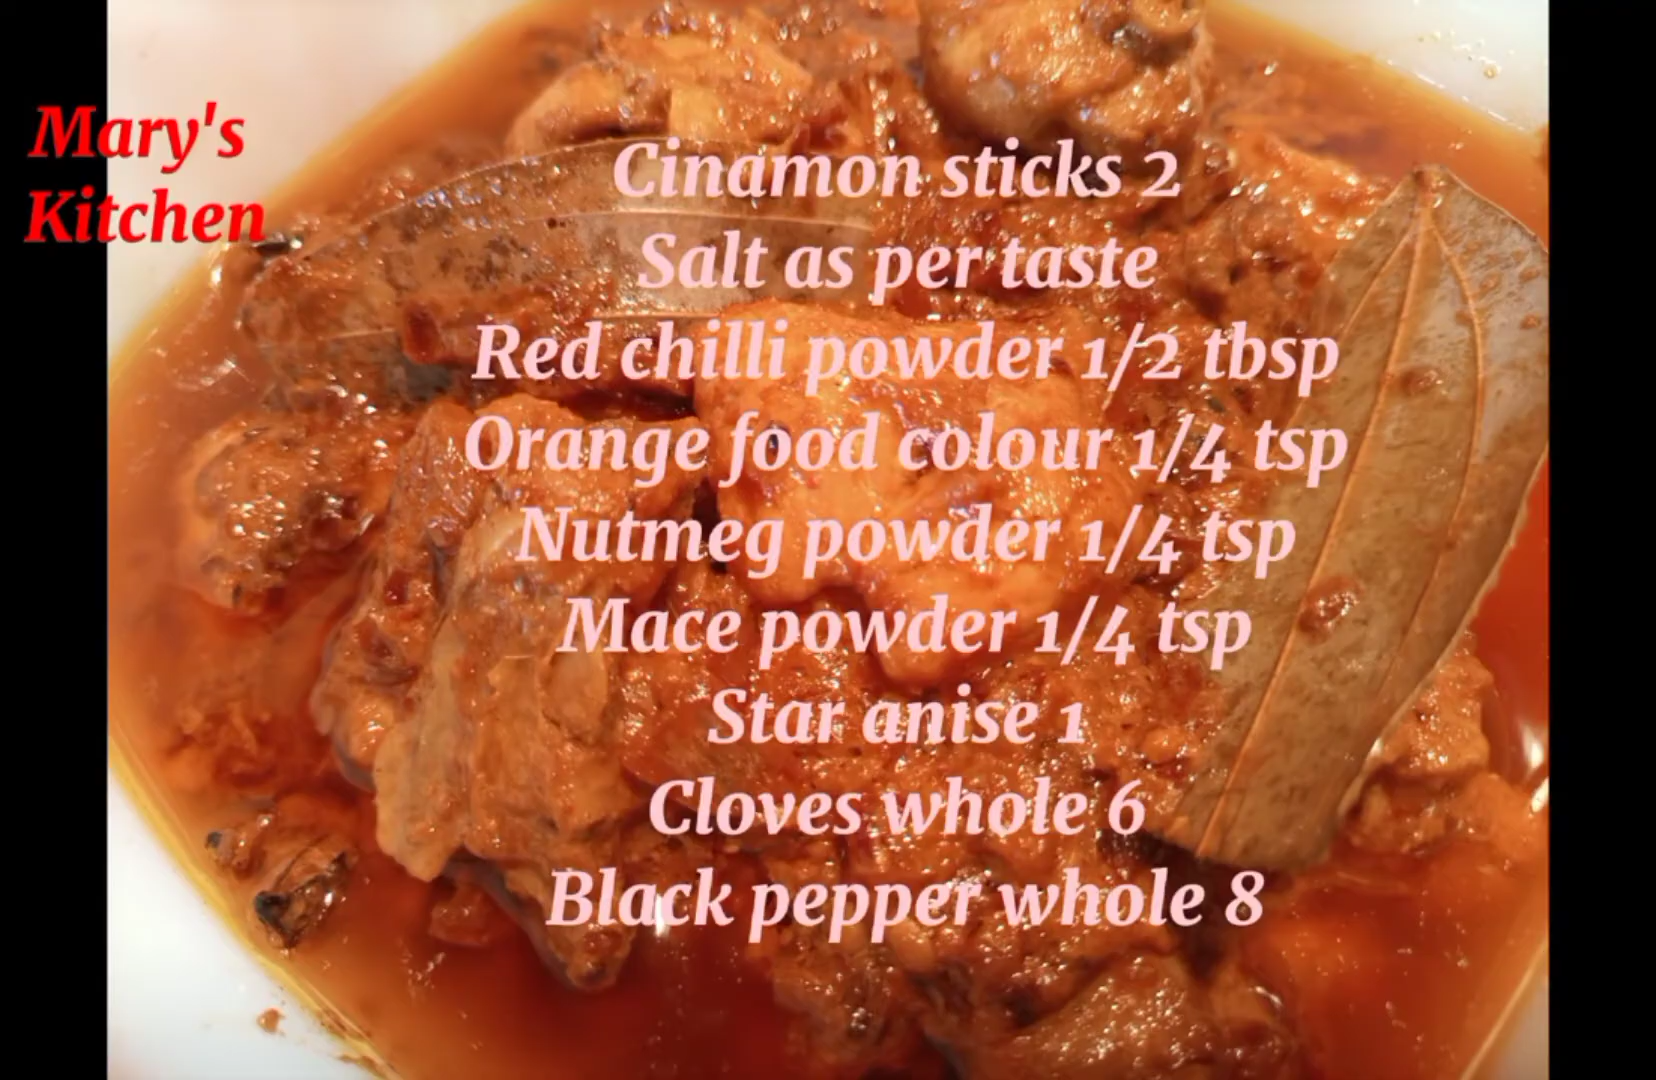 Mary's
Kitchen
Cinamon sticks 2
Salt as per taste
Red chilli powder 1/2 tbsp
Orange food colour 1/4 tsp
Nutmeg powder 1/4 tsp
Mace powder 1/4 tsp
Star anise 1
Cloves whole 6
Black pepper whole 8